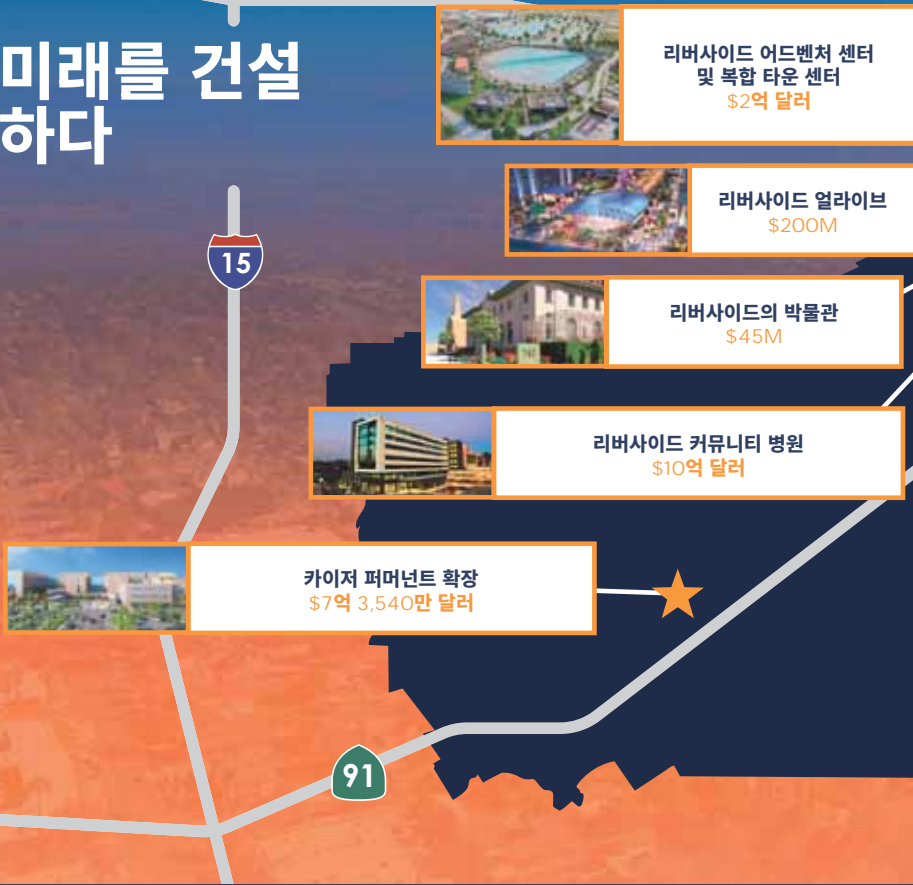 미래를 건설
하다
리버사이드 어드벤처 센터
및 복합 타운 센터
$2억 달러
리버사이드 얼라이브
$200M
15
리버사이드의 박물관
$45M
리버사이드 커뮤니티 병원
$10억 달러
카이저 퍼머넌트 확장
$7억 3,540만 달러
91